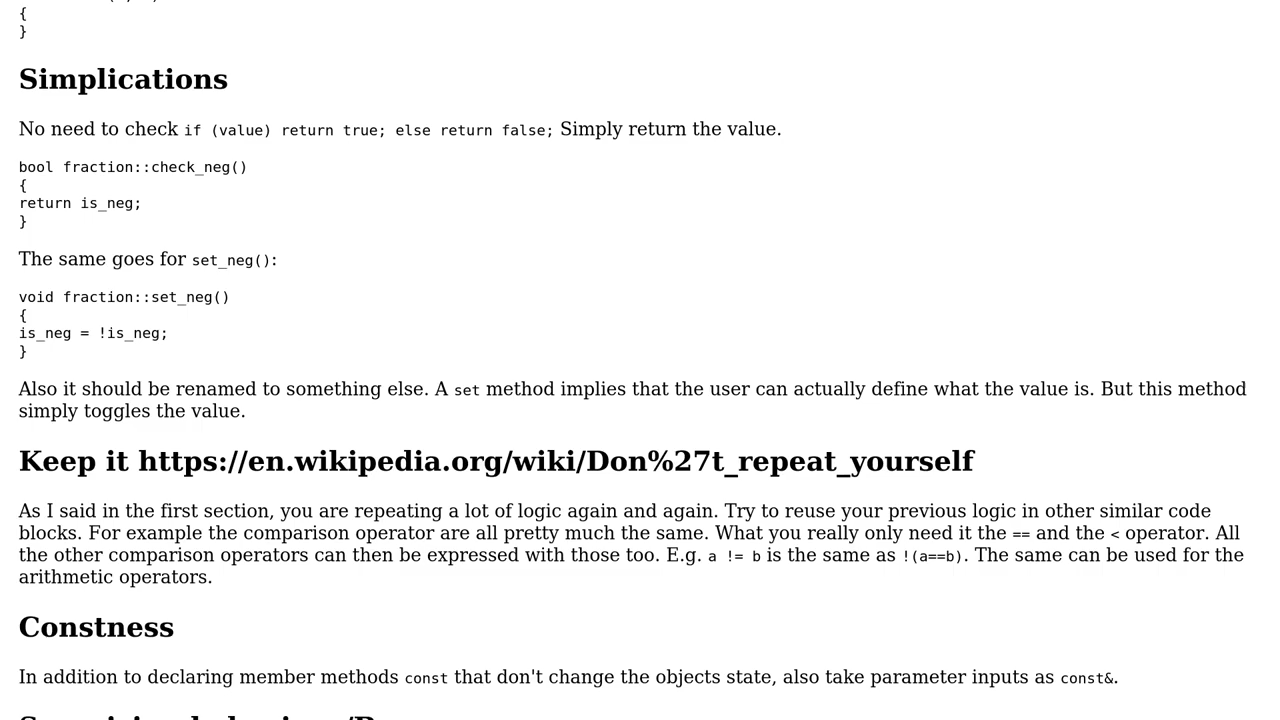 {
}
Simplications
No need to check if (value) return true; else return false; Simply return the value.
bool fraction::check_neg()
{
return is_neg;
}
The same goes for set_neg():
void fraction::set_neg()
{
is_neg = !is_neg;
}
Also it should be renamed to something else. A set method implies that the user can actually define what the value is. But this method
simply toggles the value.
Keep it https://en.wikipedia.org/wiki/Don%27t_repeat_yourself
As I said in the first section, you are repeating a lot of logic again and again. Try to reuse your previous logic in other similar code
blocks. For example the comparison operator are all pretty much the same. What you really only need it the == and the < operator. All
the other comparison operators can then be expressed with those too. E.g. a != b is the same as !(a==b). The same can be used for the
arithmetic operators.
Constness
In addition to declaring member methods const that don't change the objects state, also take parameter inputs as const&.